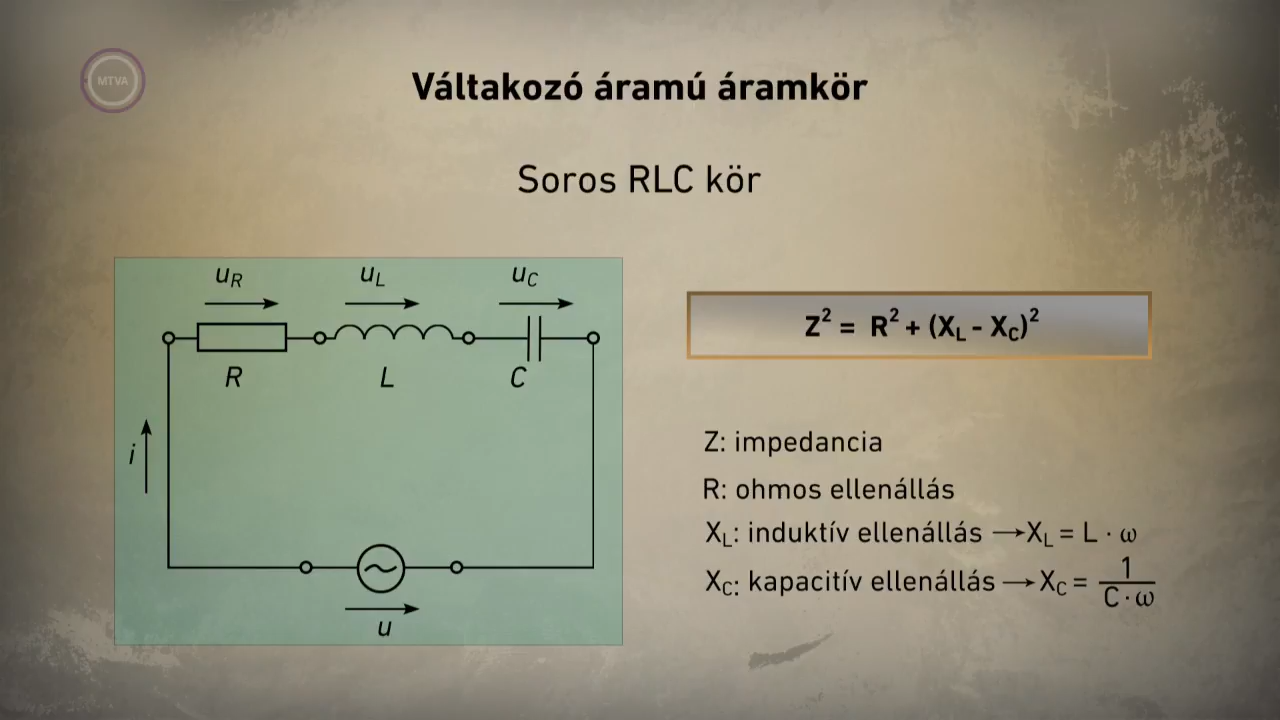 MTVA
Váltakozó áramú áramkör
Soros RLC kör
u_R u_L u_C
R L C
i
u
Z² = R² + (X_L - X_C)²
Z: impedancia
R: ohmos ellenállás
X_L: induktív ellenállás → X_L = L · ω
X_C: kapacitív ellenállás → X_C = 1 / (C · ω)